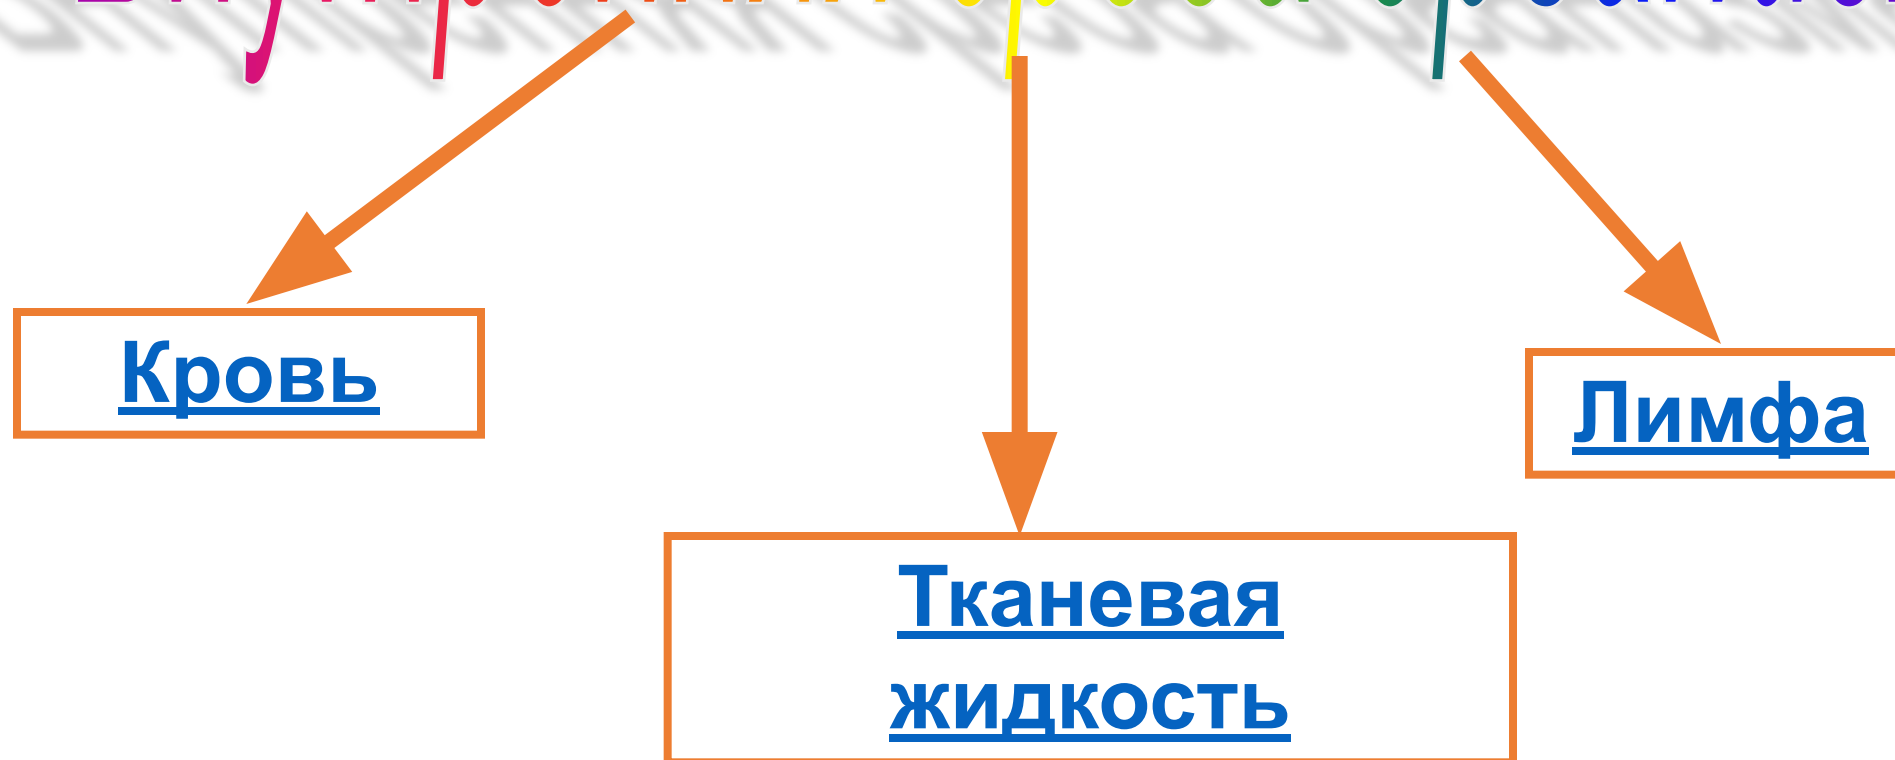 Кровь
Лимфа
Тканевая
жидкость